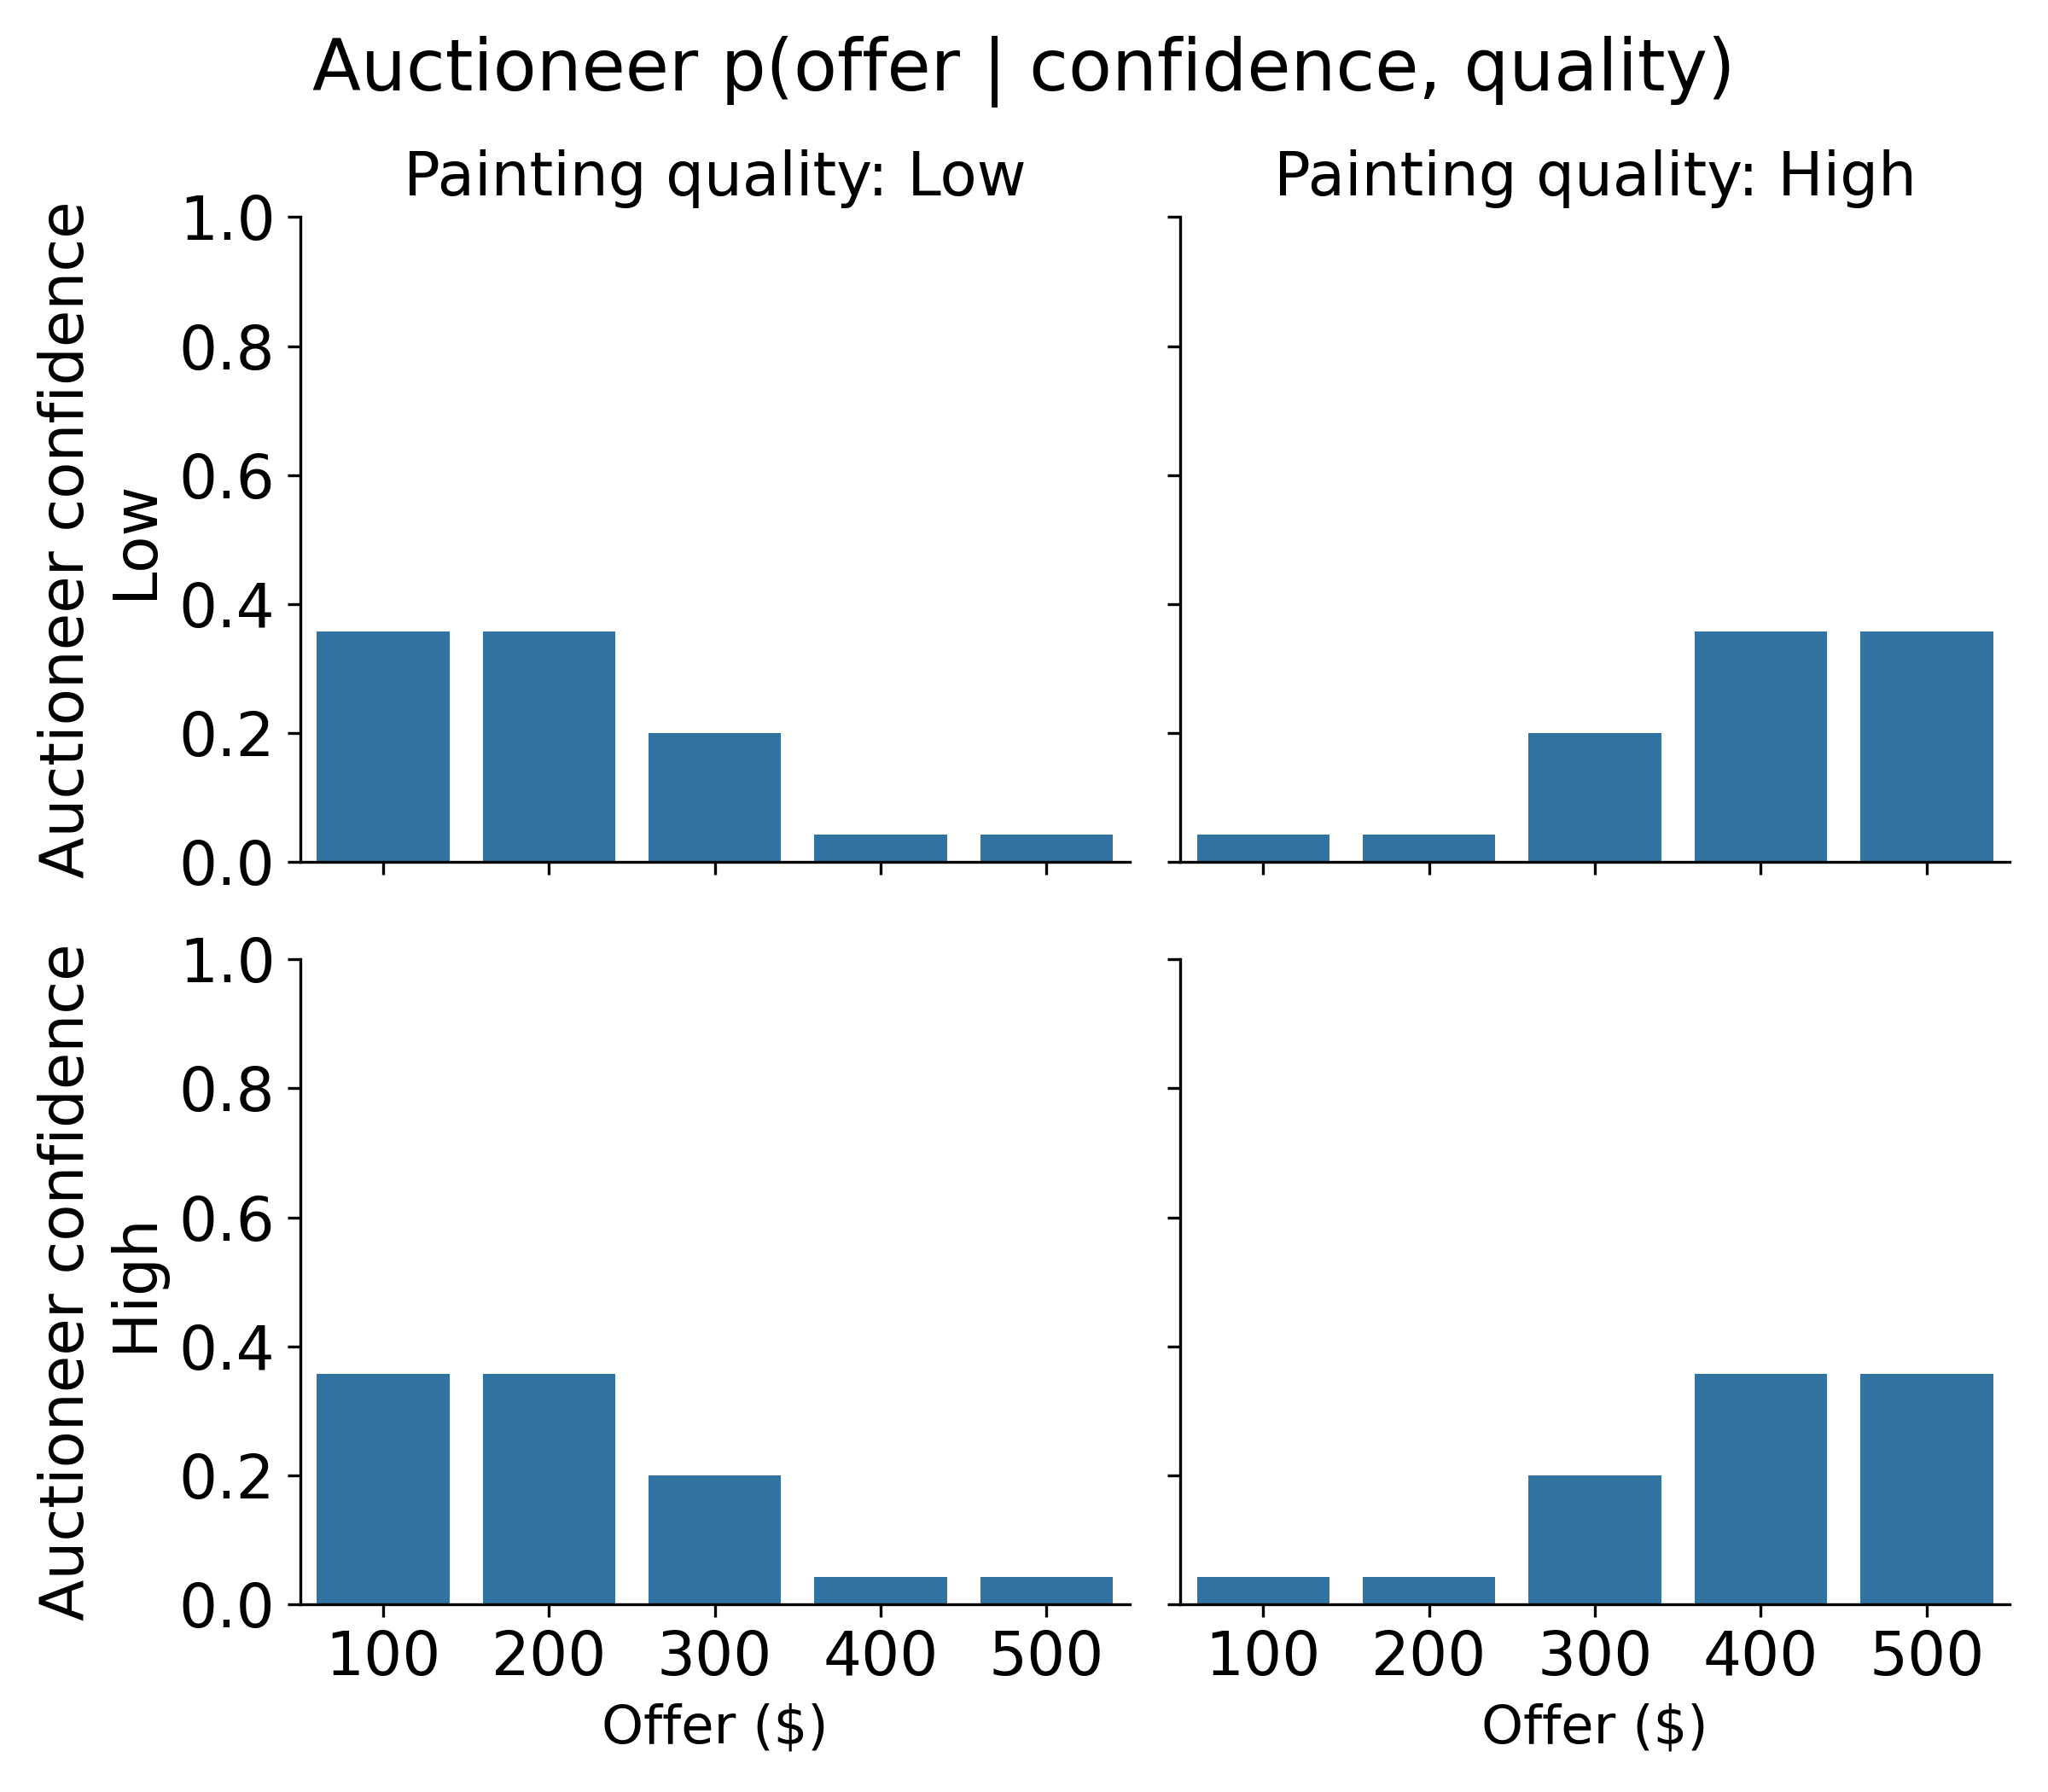 Auctioneer p(offer | confidence, quality)
Painting quality: Low
Painting quality: High
Auctioneer confidence
Low
1.0
0.8
0.6
0.4
0.2
0.0
Auctioneer confidence
High
1.0
0.8
0.6
0.4
0.2
0.0
100 200 300 400 500
100 200 300 400 500
Offer ($)
Offer ($)